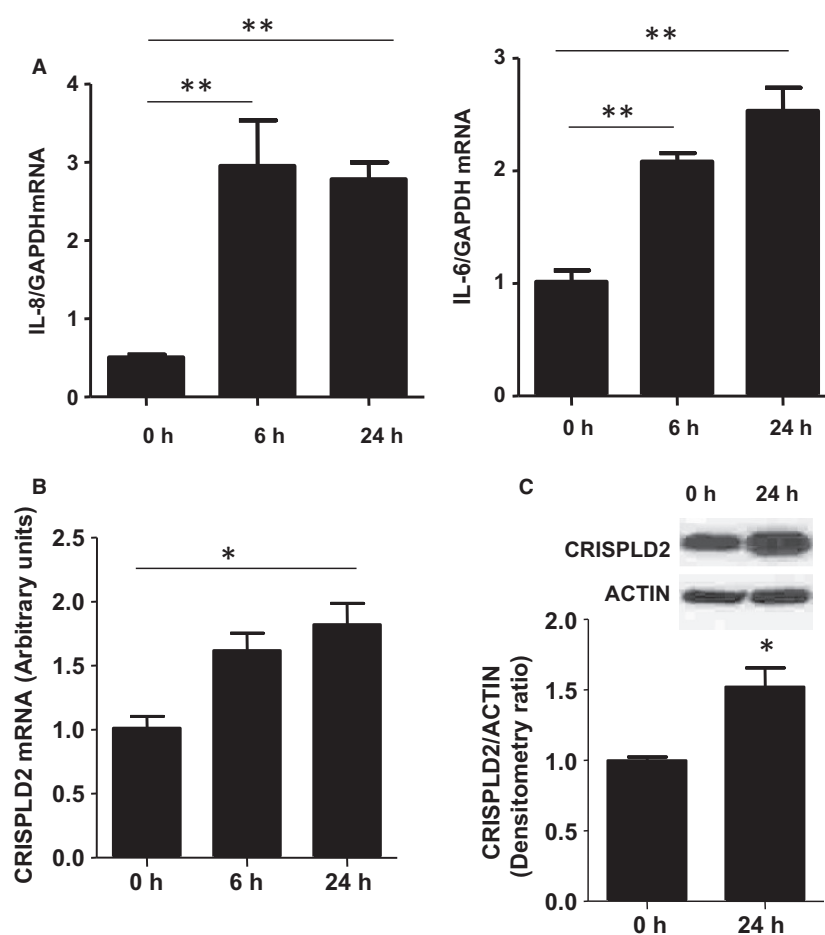 A
**
**
IL-8/GAPDHmRNA
4
3
2
1
0
0 h 6 h 24 h
**
**
IL-6/GAPDH mRNA
3
2
1
0
0 h 6 h 24 h
B
*
CRISPLD2 mRNA (Arbitrary units)
2.5
2.0
1.5
1.0
0.5
0.0
0 h 6 h 24 h
C
0 h 24 h
CRISPLD2
ACTIN
*
CRISPLD2/ACTIN
(Densitometry ratio)
2.0
1.5
1.0
0.5
0.0
0 h 24 h